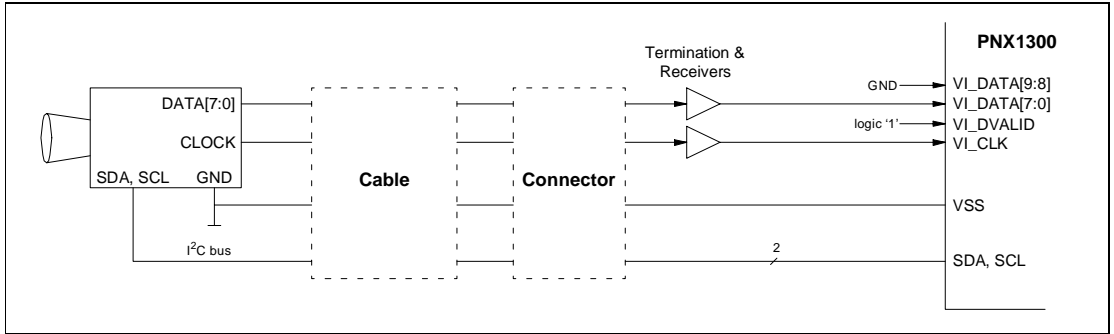 PNX1300
Termination &
Receivers
GND
VI_DATA[9:8]
DATA[7:0]
VI_DATA[7:0]
logic ‘1’
VI_DVALID
CLOCK
VI_CLK
SDA, SCL GND
Cable
Connector
VSS
I²C bus
2
SDA, SCL